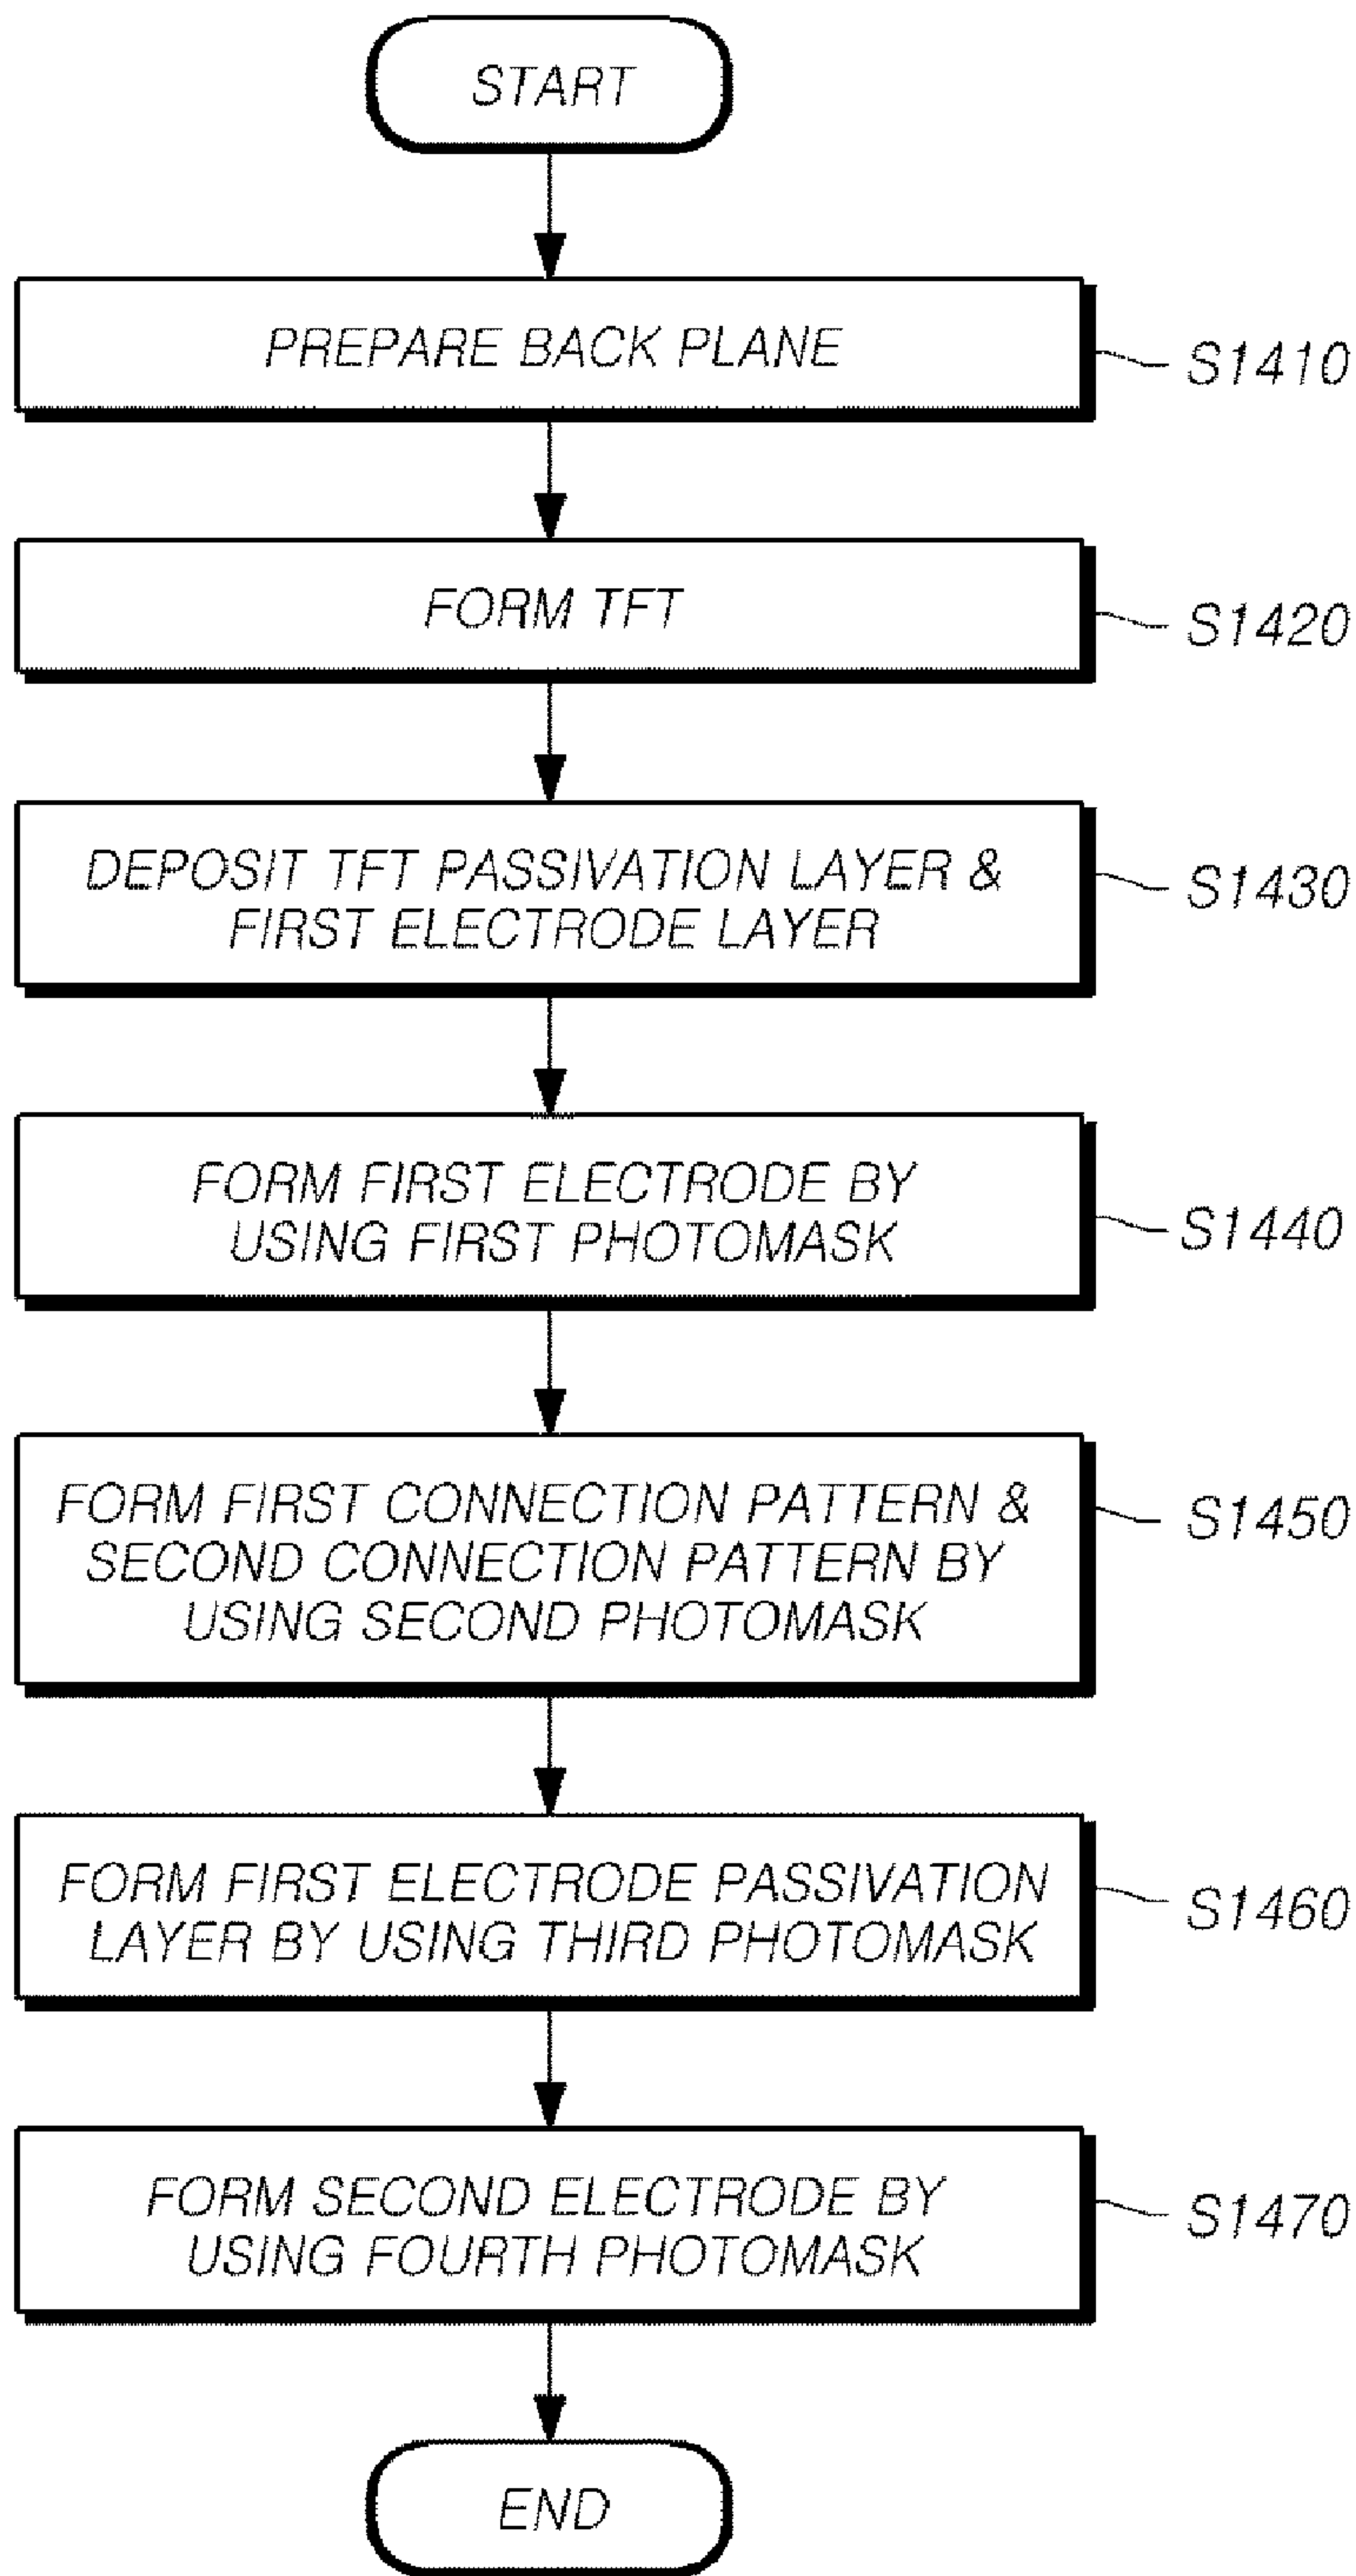 START
PREPARE BACK PLANE
S1410
FORM TFT
S1420
DEPOSIT TFT PASSIVATION LAYER &
FIRST ELECTRODE LAYER
S1430
FORM FIRST ELECTRODE BY
USING FIRST PHOTOMASK
S1440
FORM FIRST CONNECTION PATTERN &
SECOND CONNECTION PATTERN BY
USING SECOND PHOTOMASK
S1450
FORM FIRST ELECTRODE PASSIVATION
LAYER BY USING THIRD PHOTOMASK
S1460
FORM SECOND ELECTRODE BY
USING FOURTH PHOTOMASK
S1470
END